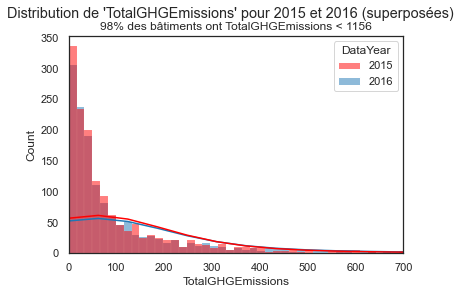 Distribution de 'TotalGHGEmissions' pour 2015 et 2016 (superposées)
98% des bâtiments ont TotalGHGEmissions < 1156
DataYear
2015
2016
Count
350
300
250
200
150
100
50
0
0 100 200 300 400 500 600 700
TotalGHGEmissions